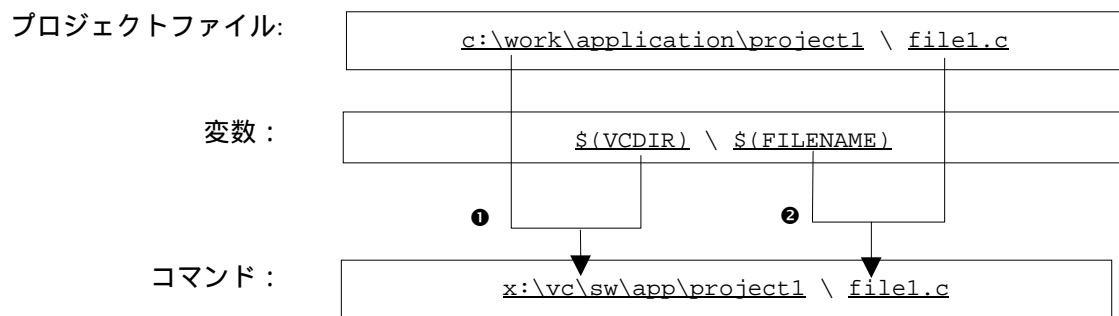 プロジェクトファイル: c:\work\application\project1 \ file1.c
変数： $(VCDIR) \ $(FILENAME)
❶ ❷
コマンド： x:\vc\sw\app\project1 \ file1.c